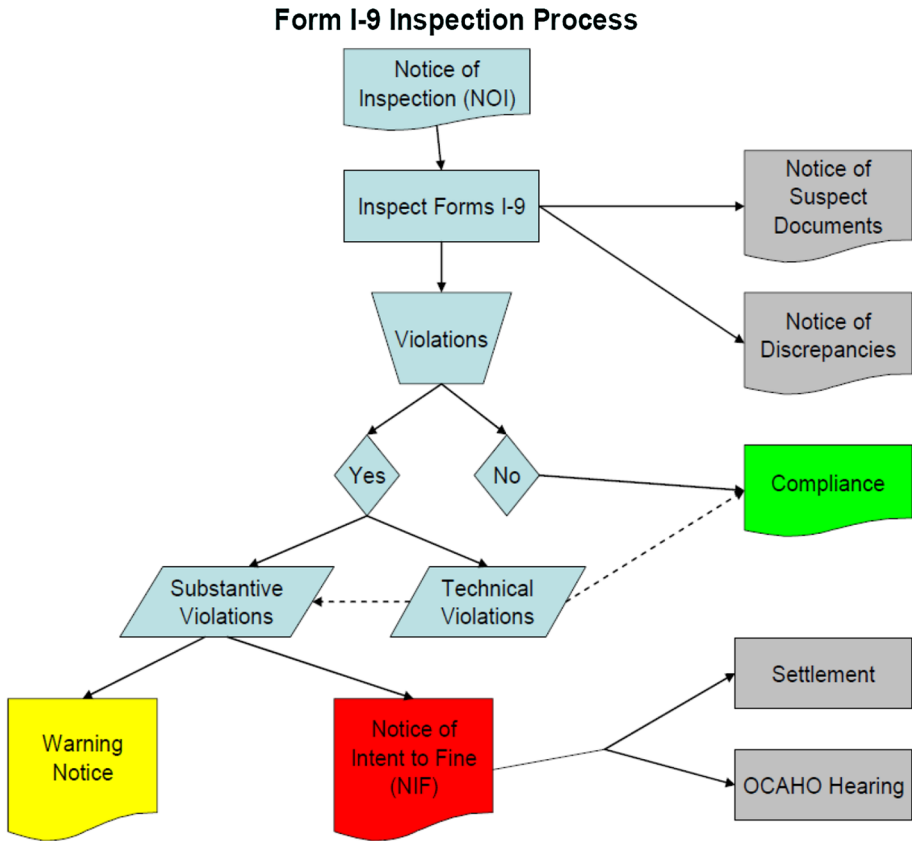 Form I-9 Inspection Process
Notice of
Inspection (NOI)
Inspect Forms I-9
Notice of
Suspect
Documents
Notice of
Discrepancies
Violations
Yes
No
Compliance
Substantive
Violations
Technical
Violations
Warning
Notice
Notice of
Intent to Fine
(NIF)
Settlement
OCAHO Hearing